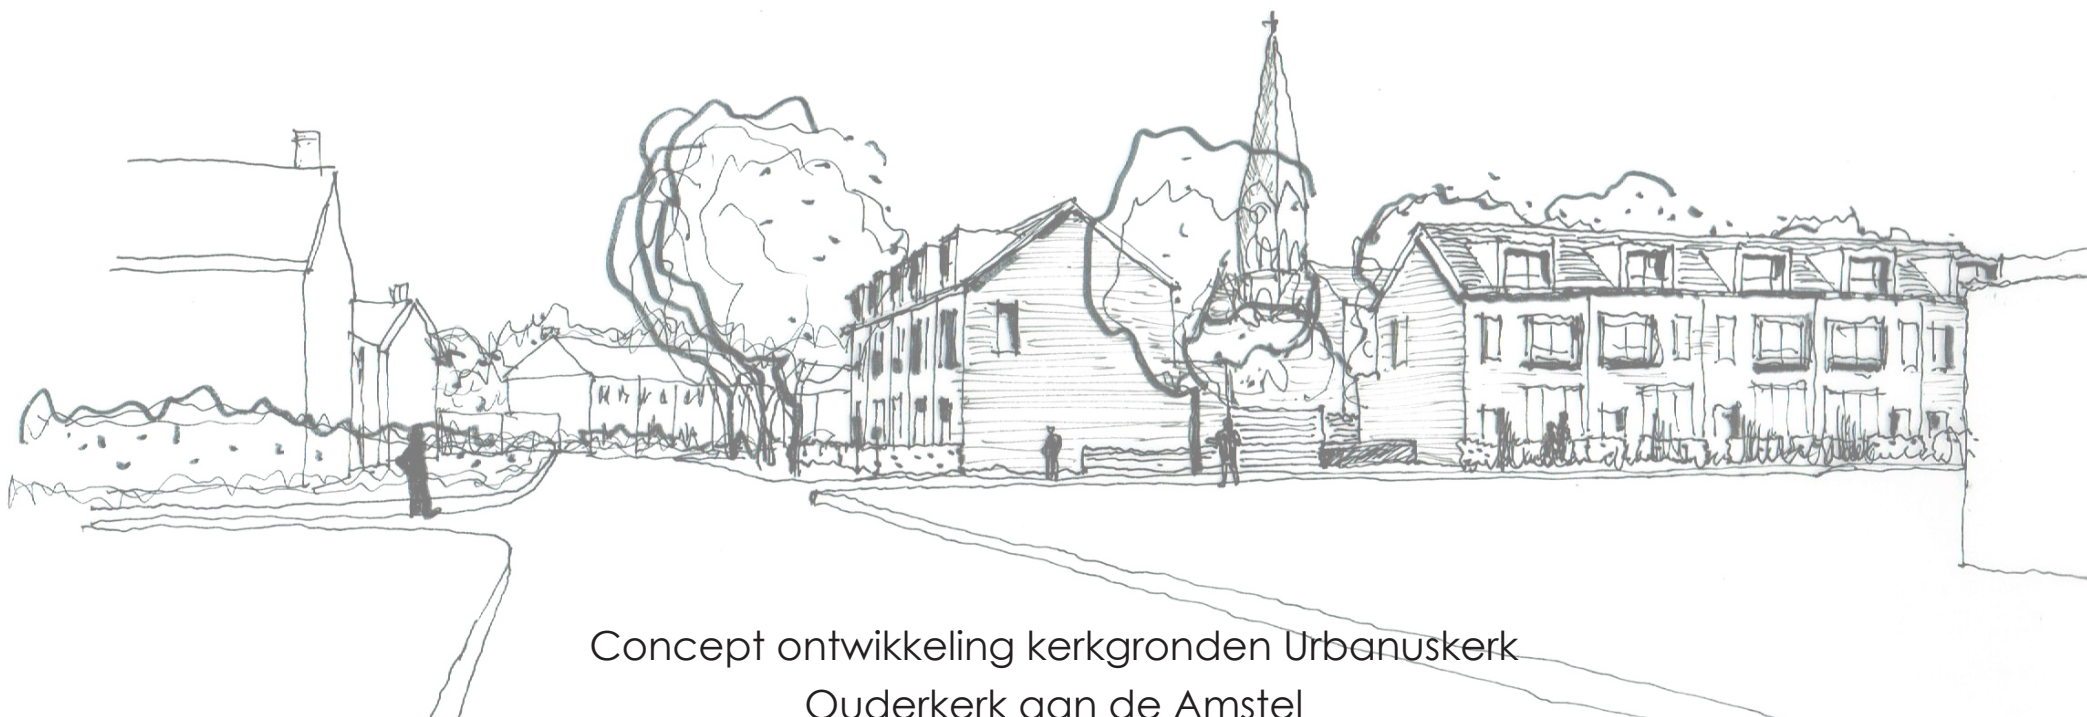 Concept ontwikkeling kerkgronden Urbanuskerk
Ouderkerk aan de Amstel